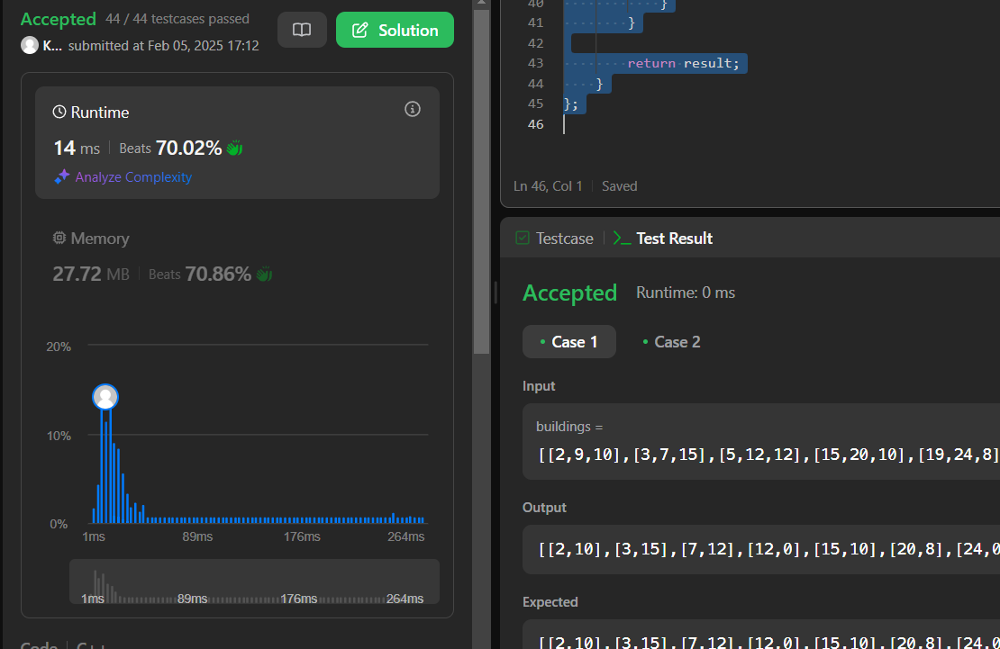 Accepted 44 / 44 testcases passed
K... submitted at Feb 05, 2025 17:12
Solution
Runtime
14 ms | Beats 70.02%
Analyze Complexity
Memory
27.72 MB | Beats 70.86%
20%
10%
0%
1ms 89ms 176ms 264ms
1ms 89ms 176ms 264ms
Code | C++
40 }
41 }
42
43 return result;
44 }
45 };
46
Ln 46, Col 1 | Saved
Testcase | >_ Test Result
Accepted Runtime: 0 ms
• Case 1 • Case 2
Input
buildings =
[[2,9,10],[3,7,15],[5,12,12],[15,20,10],[19,24,8]
Output
[[2,10],[3,15],[7,12],[12,0],[15,10],[20,8],[24,0
Expected
[[2,10],[3,15],[7,12],[12,0],[15,10],[20,8],[24,0